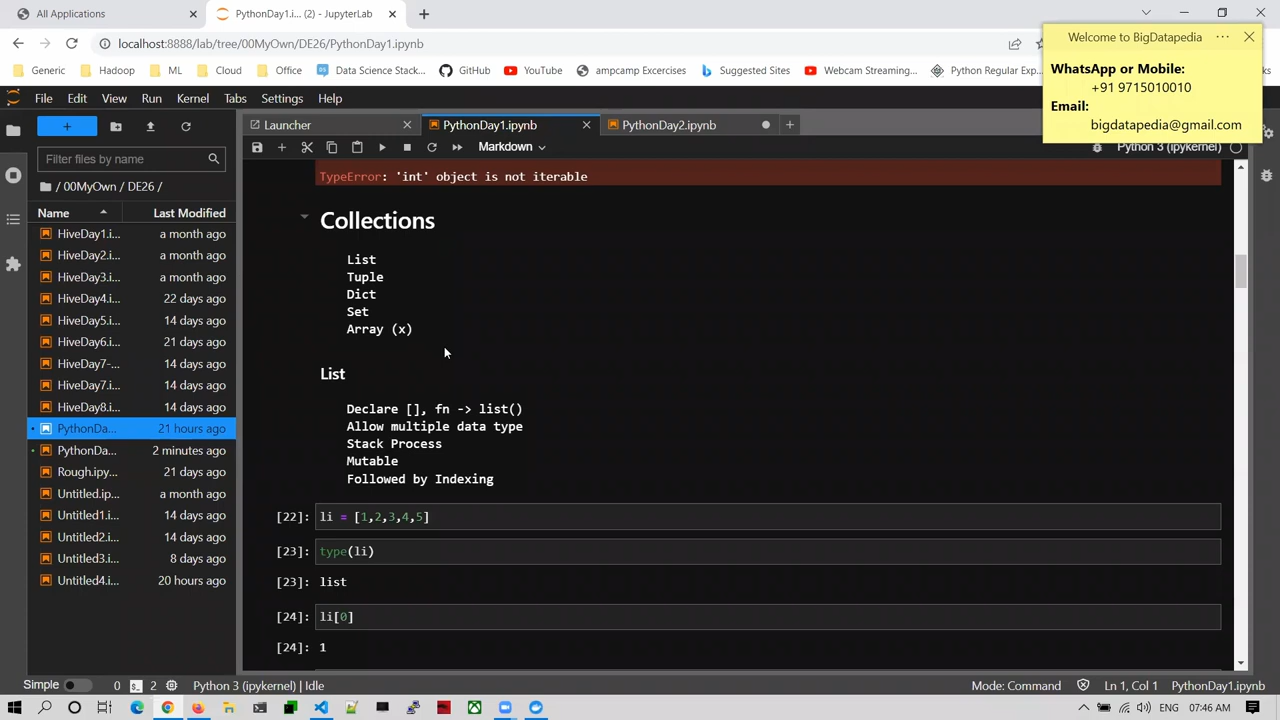 All Applications
PythonDay1.i... (2) - JupyterLab
localhost:8888/lab/tree/00MyOwn/DE26/PythonDay1.ipynb
Generic
Hadoop
ML
Cloud
Office
Data Science Stack...
GitHub
YouTube
ampcamp Excercises
Suggested Sites
Webcam Streaming...
Python Regular Exp...
Welcome to BigDatapedia
WhatsApp or Mobile:
+91 9715010010
Email:
bigdatapedia@gmail.com
File Edit View Run Kernel Tabs Settings Help
Launcher
PythonDay1.ipynb
PythonDay2.ipynb
Markdown
Python 3 (ipykernel)
Filter files by name
/ 00MyOwn / DE26 /
Name Last Modified
HiveDay1.i... a month ago
HiveDay2.i... a month ago
HiveDay3.i... a month ago
HiveDay4.i... 22 days ago
HiveDay5.i... 14 days ago
HiveDay6.i... 21 days ago
HiveDay7-... 14 days ago
HiveDay7.i... 14 days ago
HiveDay8.i... 14 days ago
PythonDa... 21 hours ago
PythonDa... 2 minutes ago
Rough.ipy... 21 days ago
Untitled.ip... a month ago
Untitled1.i... 14 days ago
Untitled2.i... 14 days ago
Untitled3.i... 8 days ago
Untitled4.i... 20 hours ago
TypeError: 'int' object is not iterable
Collections
List
Tuple
Dict
Set
Array (x)
List
Declare [], fn -> list()
Allow multiple data type
Stack Process
Mutable
Followed by Indexing
[22]: li = [1,2,3,4,5]
[23]: type(li)
[23]: list
[24]: li[0]
[24]: 1
Simple 0 2 Python 3 (ipykernel) | Idle
Mode: Command Ln 1, Col 1 PythonDay1.ipynb
ENG 07:46 AM